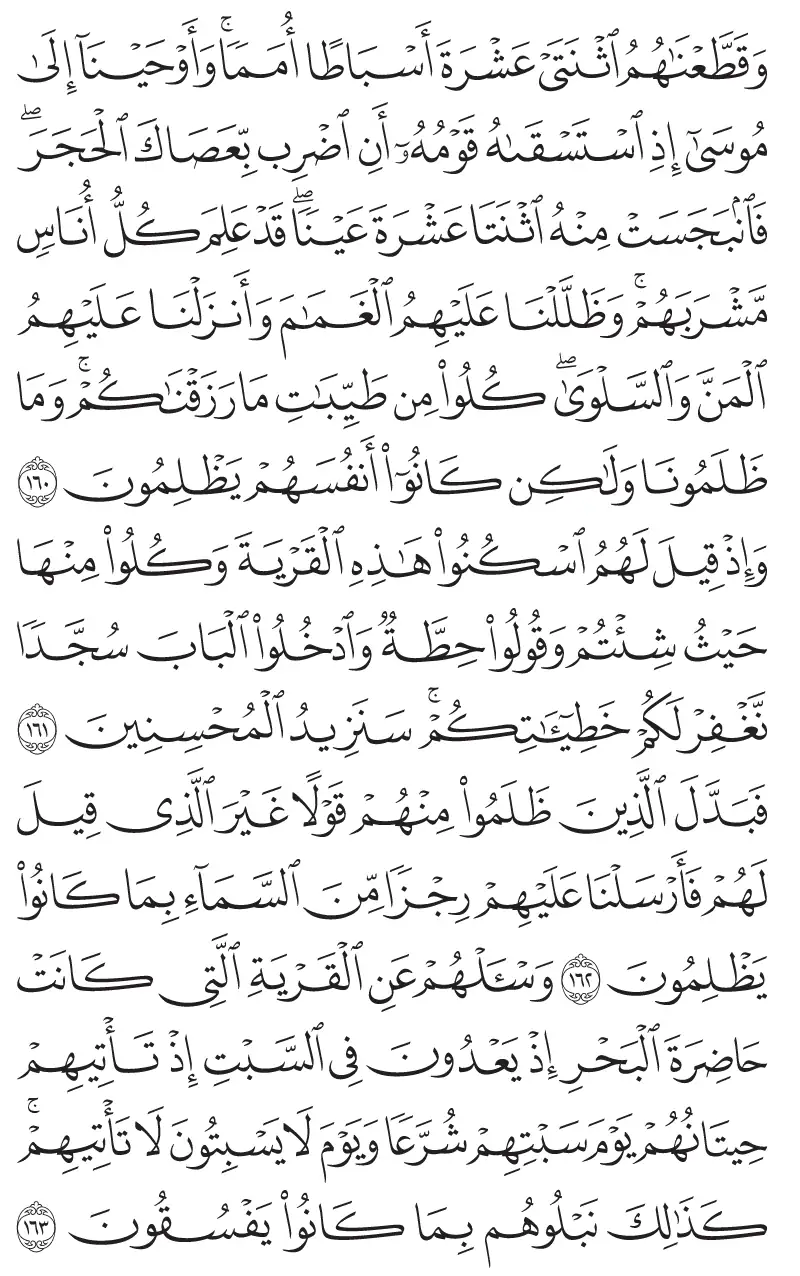 وَقَطَّعْنَٰهُمُ ٱثْنَتَىْ عَشْرَةَ أَسْبَاطًا أُمَمًا ۚ وَأَوْحَيْنَآ إِلَىٰ
مُوسَىٰٓ إِذِ ٱسْتَسْقَىٰهُ قَوْمُهُۥٓ أَنِ ٱضْرِب بِّعَصَاكَ ٱلْحَجَرَ ۖ
فَٱنۢبَجَسَتْ مِنْهُ ٱثْنَتَا عَشْرَةَ عَيْنًا ۖ قَدْ عَلِمَ كُلُّ أُنَاسٍ
مَّشْرَبَهُمْ ۚ وَظَلَّلْنَا عَلَيْهِمُ ٱلْغَمَٰمَ وَأَنزَلْنَا عَلَيْهِمُ
ٱلْمَنَّ وَٱلسَّلْوَىٰ ۖ كُلُوا۟ مِن طَيِّبَٰتِ مَا رَزَقْنَٰكُمْ ۚ وَمَا
ظَلَمُونَا وَلَٰكِن كَانُوٓا۟ أَنفُسَهُمْ يَظْلِمُونَ ١٦٠
وَإِذْ قِيلَ لَهُمُ ٱسْكُنُوا۟ هَٰذِهِ ٱلْقَرْيَةَ وَكُلُوا۟ مِنْهَا
حَيْثُ شِئْتُمْ وَقُولُوا۟ حِطَّةٌ وَٱدْخُلُوا۟ ٱلْبَابَ سُجَّدًا
نَّغْفِرْ لَكُمْ خَطِيٓـَٰٔتِكُمْ ۚ سَنَزِيدُ ٱلْمُحْسِنِينَ ١٦١
فَبَدَّلَ ٱلَّذِينَ ظَلَمُوا۟ مِنْهُمْ قَوْلًا غَيْرَ ٱلَّذِى قِيلَ
لَهُمْ فَأَرْسَلْنَا عَلَيْهِمْ رِجْزًا مِّنَ ٱلسَّمَآءِ بِمَا كَانُوا۟
يَظْلِمُونَ ١٦٢ وَسْـَٔلْهُمْ عَنِ ٱلْقَرْيَةِ ٱلَّتِى كَانَتْ
حَاضِرَةَ ٱلْبَحْرِ إِذْ يَعْدُونَ فِى ٱلسَّبْتِ إِذْ تَأْتِيهِمْ
حِيتَانُهُمْ يَوْمَ سَبْتِهِمْ شُرَّعًا وَيَوْمَ لَا يَسْبِتُونَ لَا تَأْتِيهِمْ ۚ
كَذَٰلِكَ نَبْلُوهُم بِمَا كَانُوا۟ يَفْسُقُونَ ١٦٣